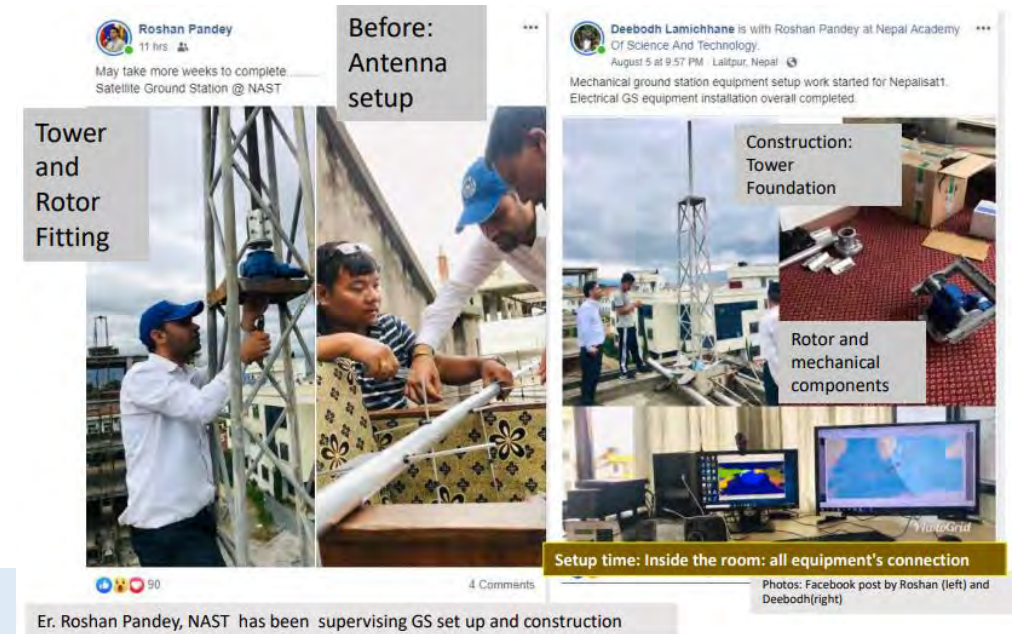 Roshan Pandey
11 hrs
May take more weeks to complete..........
Satellite Ground Station @ NAST
Before:
Antenna
setup
Tower
and
Rotor
Fitting
90
4 Comments
Deebodh Lamichhane is with Roshan Pandey at Nepal Academy
Of Science And Technology.
August 5 at 9:57 PM · Lalitpur, Nepal
Mechanical ground station equipment setup work started for Nepalisat1.
Electrical GS equipment installation overall completed.
Construction:
Tower
Foundation
Rotor and
mechanical
components
PhotoGrid
Setup time: Inside the room: all equipment's connection
Photos: Facebook post by Roshan (left) and
Deebodh(right)
Er. Roshan Pandey, NAST has been supervising GS set up and construction